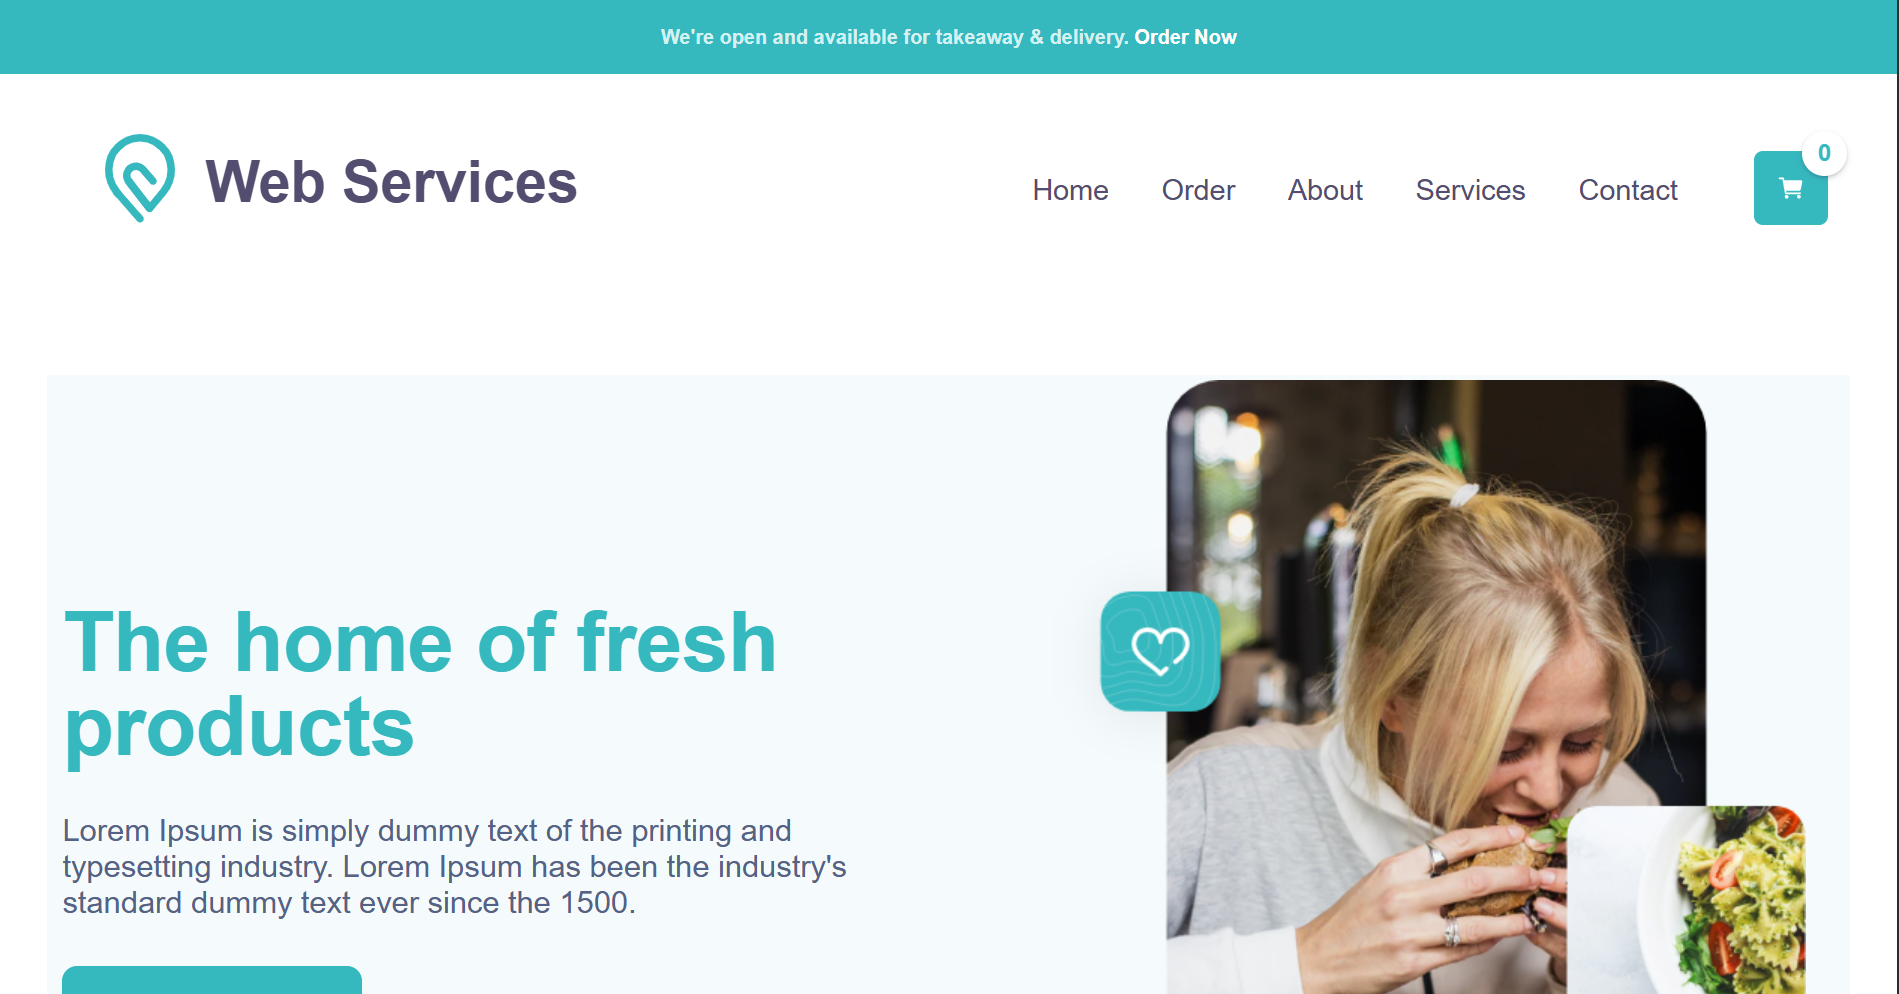 We're open and available for takeaway & delivery. Order Now
Web Services
Home Order About Services Contact
0
The home of fresh
products
Lorem Ipsum is simply dummy text of the printing and
typesetting industry. Lorem Ipsum has been the industry's
standard dummy text ever since the 1500.